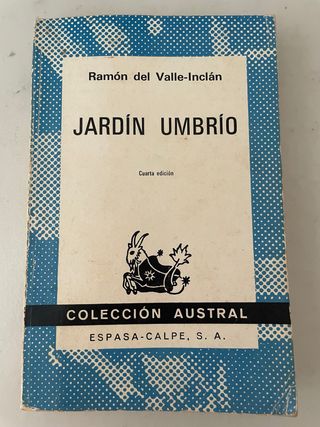 Ramón del Valle-Inclán
JARDÍN UMBRÍO
Cuarta edición
COLECCIÓN AUSTRAL
ESPASA-CALPE, S. A.